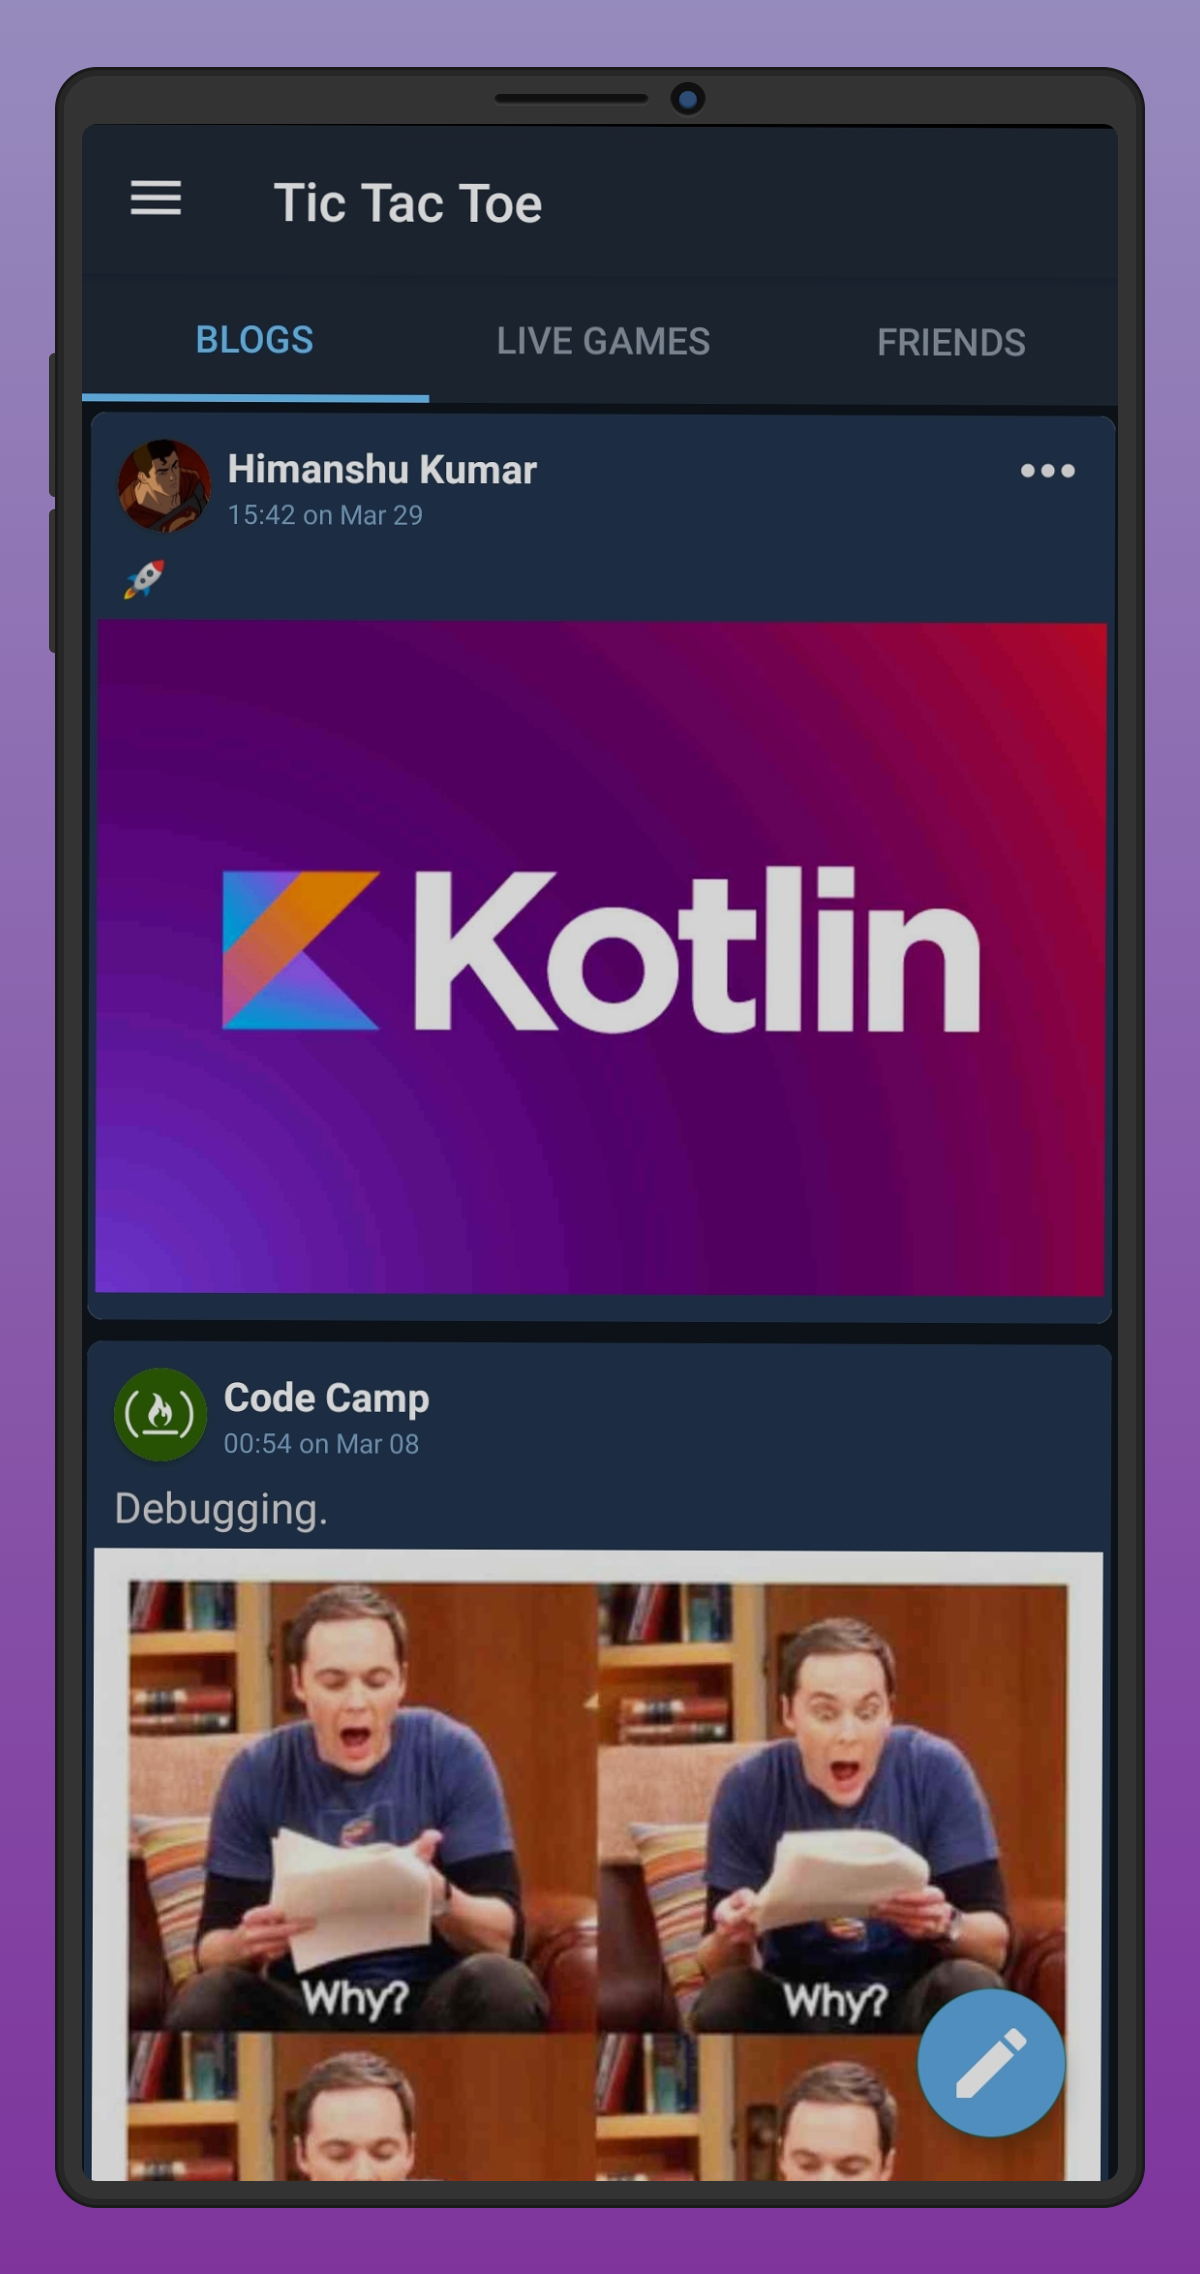 Tic Tac Toe
BLOGS LIVE GAMES FRIENDS
Himanshu Kumar
15:42 on Mar 29
🚀
Kotlin
Code Camp
00:54 on Mar 08
Debugging.
Why? Why?